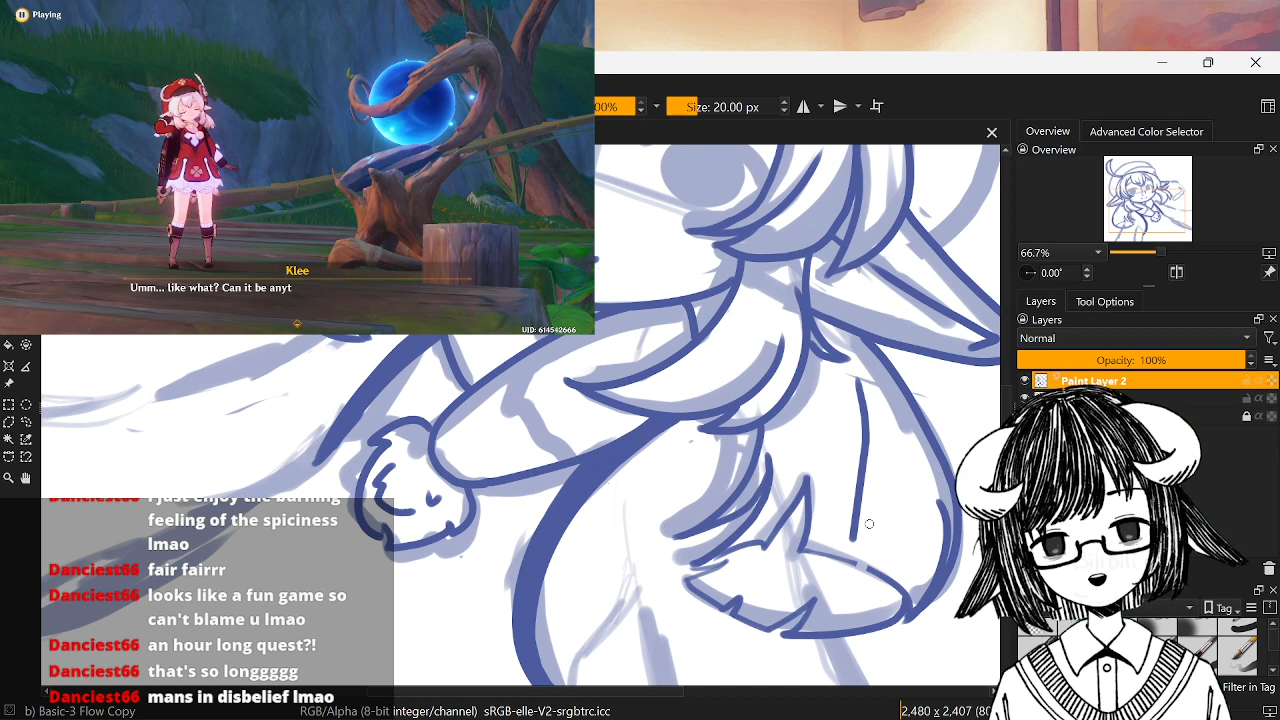 Playing
Klee
Umm... like what? Can it be anyt
UID: 614542666
00%
Size: 20.00 px
Overview
Advanced Color Selector
Overview
66.7%
0.00°
Layers
Tool Options
Layers
Normal
Opacity: 100%
Paint Layer 2
Tag
Filter in Tag
feeling of the spiciness
lmao
Danciest66 fair fairrr
Danciest66 looks like a fun game so
can't blame u lmao
Danciest66 an hour long quest?!
Danciest66 that's so longgggg
Danciest66 mans in disbelief lmao
b) Basic-3 Flow Copy
RGB/Alpha (8-bit integer/channel) sRGB-elle-V2-srgbtrc.icc
2,480 x 2,407 (80